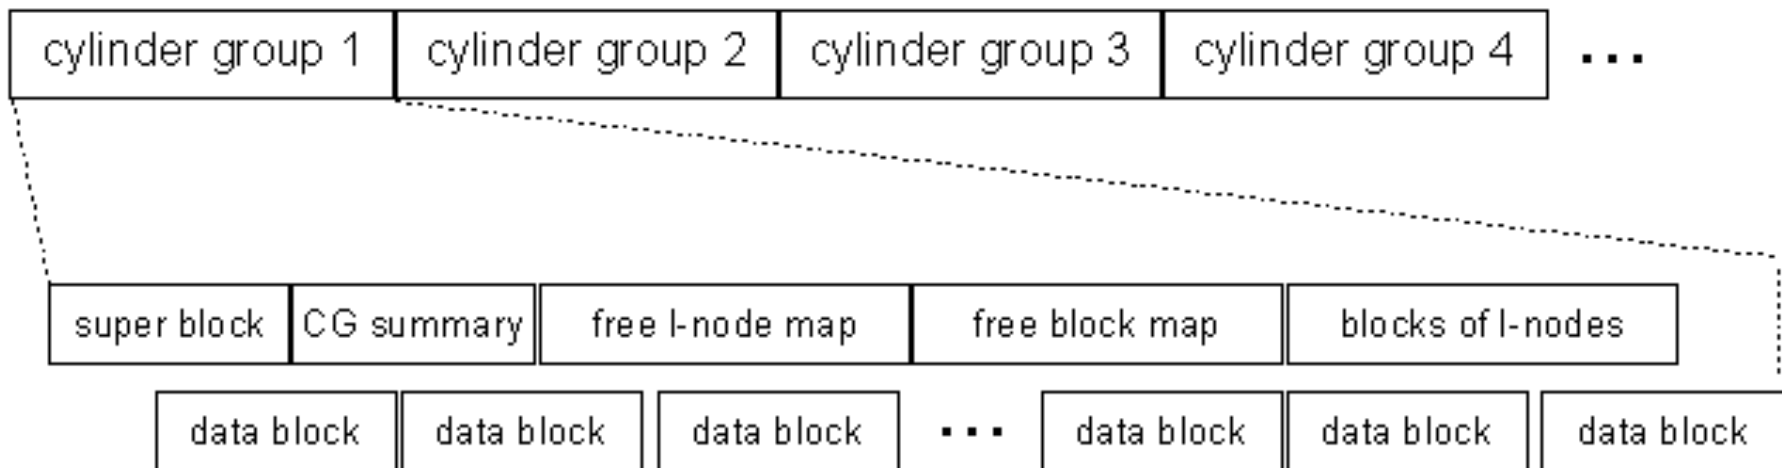 cylinder group 1 cylinder group 2 cylinder group 3 cylinder group 4 ...
super block CG summary free I-node map free block map blocks of I-nodes
data block data block data block ... data block data block data block